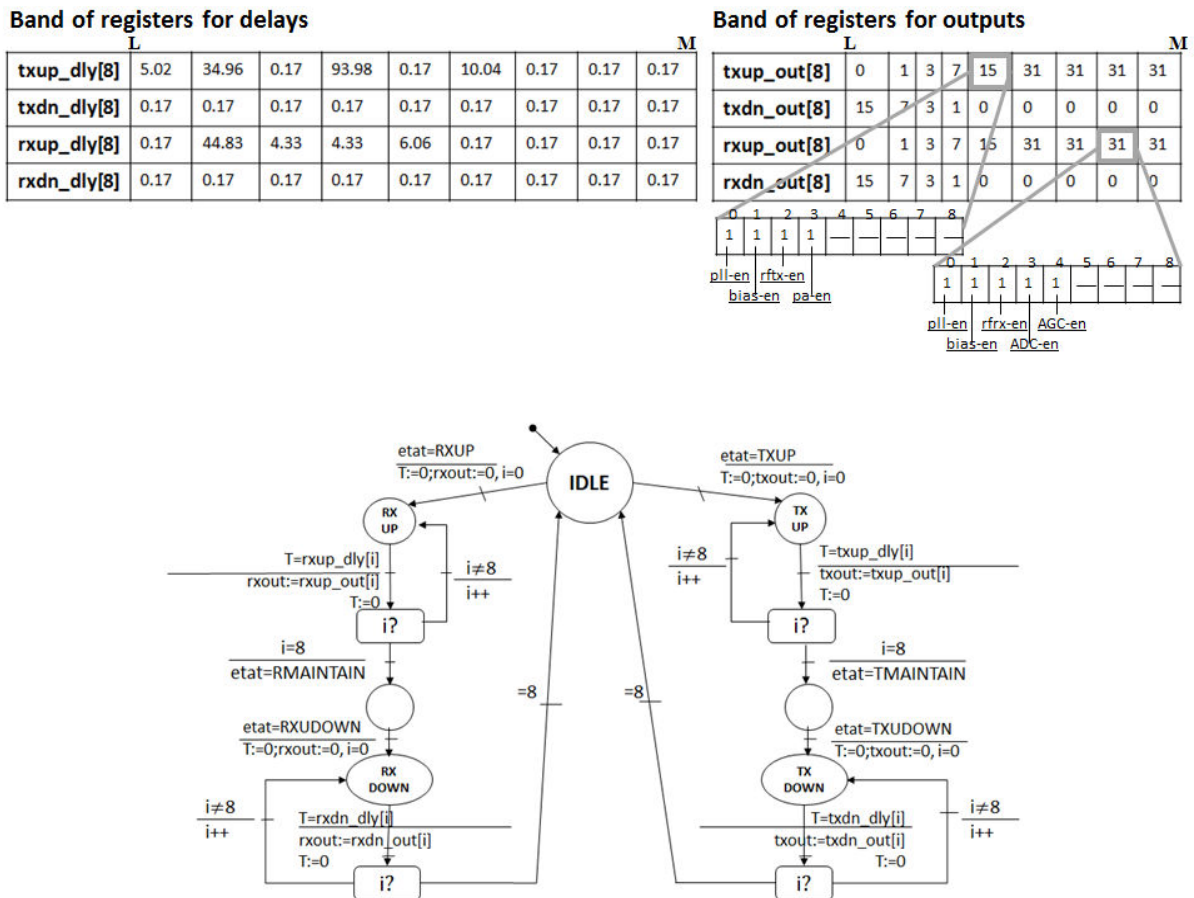 Band of registers for delays
L M
txup_dly[8] 5.02 34.96 0.17 93.98 0.17 10.04 0.17 0.17 0.17
txdn_dly[8] 0.17 0.17 0.17 0.17 0.17 0.17 0.17 0.17 0.17
rxup_dly[8] 0.17 44.83 4.33 4.33 6.06 0.17 0.17 0.17 0.17
rxdn_dly[8] 0.17 0.17 0.17 0.17 0.17 0.17 0.17 0.17 0.17
Band of registers for outputs
L M
txup_out[8] 0 1 3 7 15 31 31 31 31
txdn_out[8] 15 7 3 1 0 0 0 0 0
rxup_out[8] 0 1 3 7 15 31 31 31 31
rxdn_out[8] 15 7 3 1 0 0 0 0 0
0 1 2 3 4 5 6 7 8
1 1 1 1 — — — — —
pll-en rftx-en
bias-en pa-en
0 1 2 3 4 5 6 7 8
1 1 1 1 1 — — — —
pll-en rfrx-en AGC-en
bias-en ADC-en
etat=RXUP
T:=0;rxout:=0, i=0
IDLE
etat=TXUP
T:=0;txout:=0, i=0
RX
UP
TX
UP
T=rxup_dly[i]
rxout:=rxup_out[i]
T:=0
i≠8
i++
i≠8
i++
T=txup_dly[i]
txout:=txup_out[i]
T:=0
i?
i?
i=8
etat=RMAINTAIN
i=8
etat=TMAINTAIN
=8
=8
etat=RXUDOWN
T:=0;rxout:=0, i=0
etat=TXUDOWN
T:=0;txout:=0, i=0
RX
DOWN
TX
DOWN
i≠8
i++
T=rxdn_dly[i]
rxout:=rxdn_out[i]
T:=0
T=txdn_dly[i]
txout:=txdn_out[i]
T:=0
i≠8
i++
i?
i?